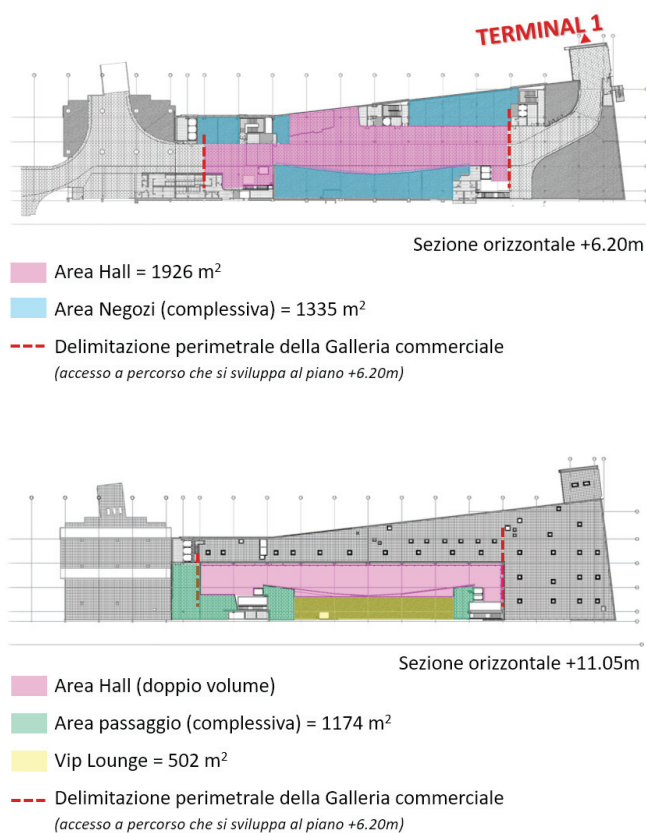 TERMINAL 1
Sezione orizzontale +6.20m
Area Hall = 1926 m²
Area Negozi (complessiva) = 1335 m²
Delimitazione perimetrale della Galleria commerciale
(accesso a percorso che si sviluppa al piano +6.20m)
Sezione orizzontale +11.05m
Area Hall (doppio volume)
Area passaggio (complessiva) = 1174 m²
Vip Lounge = 502 m²
Delimitazione perimetrale della Galleria commerciale
(accesso a percorso che si sviluppa al piano +6.20m)